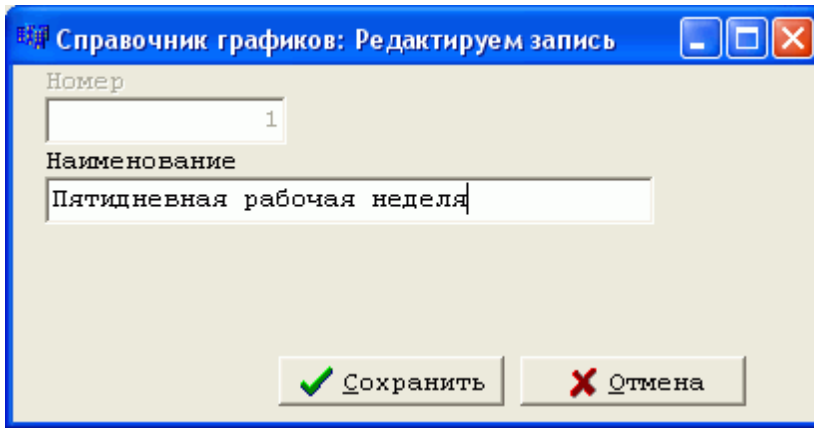 Справочник графиков: Редактируем запись
Номер
1
Наименование
Пятидневная рабочая неделя
Сохранить Отмена